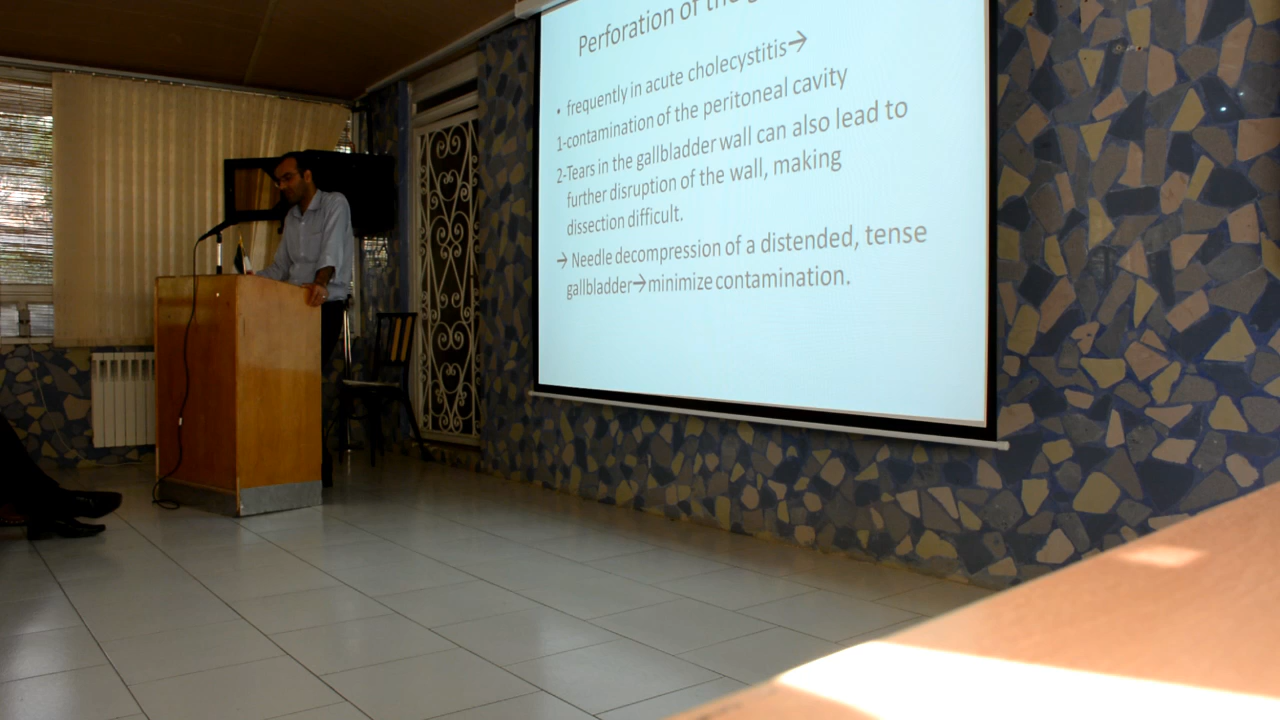 Perforation of the
• frequently in acute cholecystitis→
1-contamination of the peritoneal cavity
2-Tears in the gallbladder wall can also lead to
further disruption of the wall, making
dissection difficult.
→ Needle decompression of a distended, tense
gallbladder→minimize contamination.